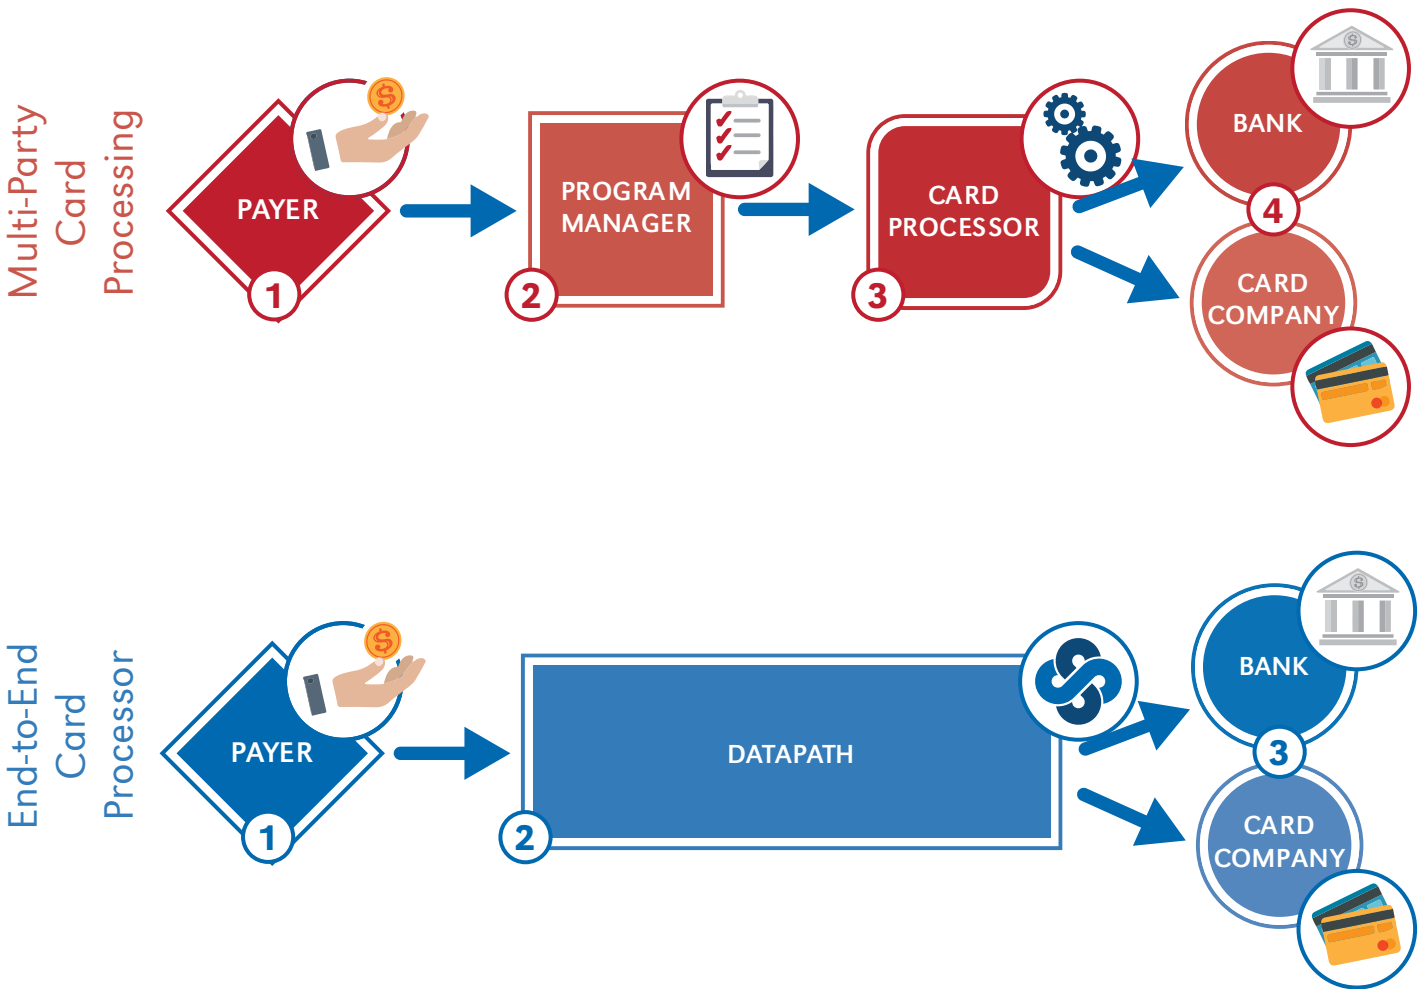 Multi-Party
Card
Processing
PAYER
1
PROGRAM
MANAGER
2
CARD
PROCESSOR
3
$
BANK
$
4
CARD
COMPANY
End-to-End
Card
Processor
PAYER
1
$
DATAPATH
2
BANK
$
3
CARD
COMPANY